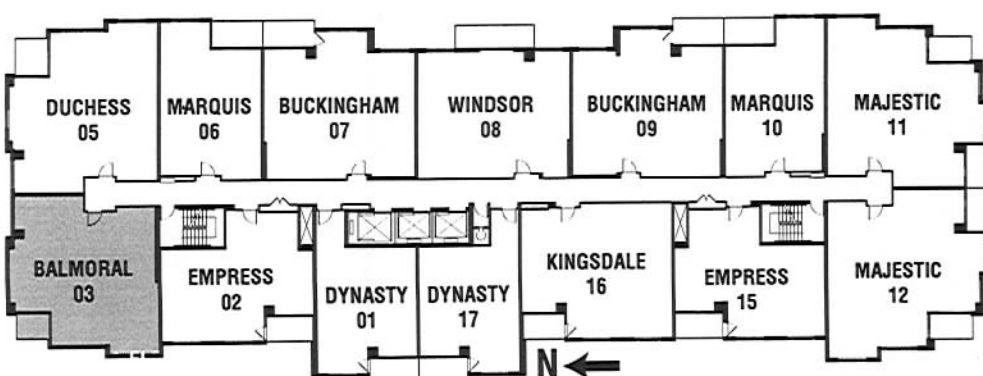 DUCHESS
05
MARQUIS
06
BUCKINGHAM
07
WINDSOR
08
BUCKINGHAM
09
MARQUIS
10
MAJESTIC
11
BALMORAL
03
EMPRESS
02
DYNASTY
01
DYNASTY
17
KINGSDALE
16
EMPRESS
15
MAJESTIC
12
N